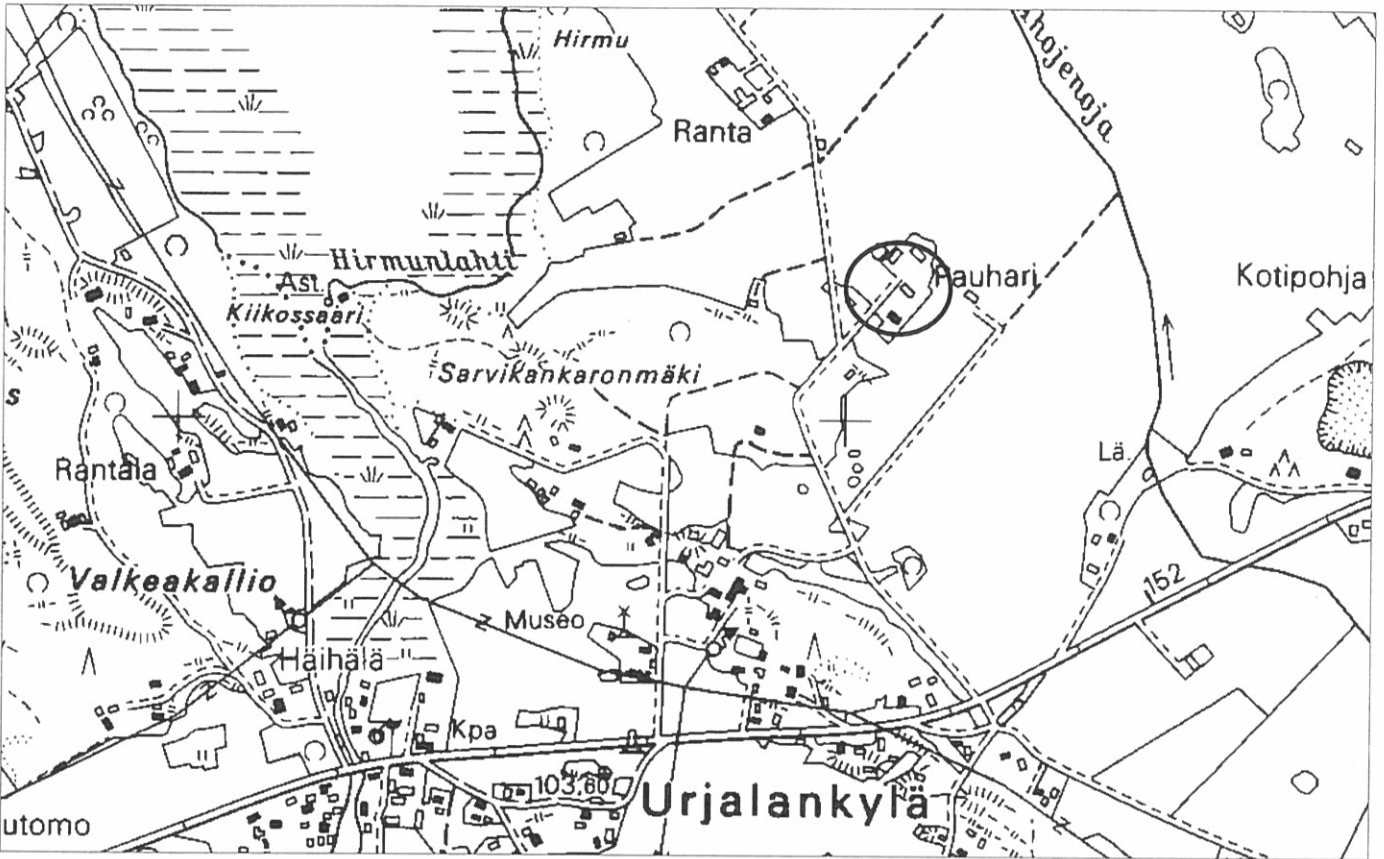 Hirmu
Ranta
Hirmunlahti
Ast.
Kiikossaari
Pauhari
Kotipohja
Sarvikankaronmäki
s
Rantala
Lä.
Valkeakallio
152
Museo
Häihälä
Kpa
103,60
Urjalankylä
utomo